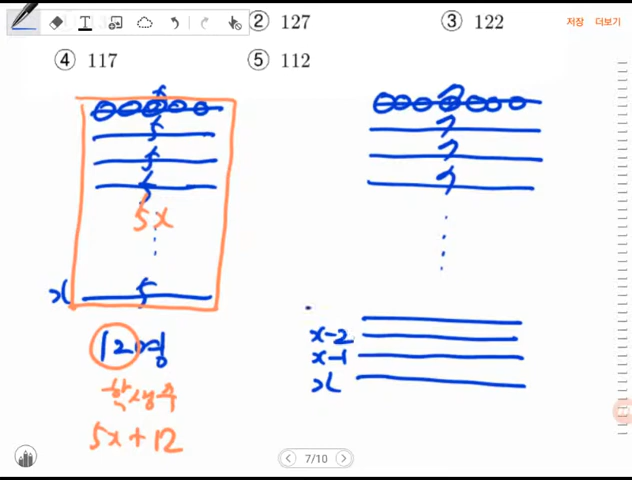 ② 127 ③ 122 저장 더보기
④ 117 ⑤ 112
5 7
5 7
5 7
5 7
5x
x 5
x-2
12명 x-1
학생수 x
5x+12
7/10